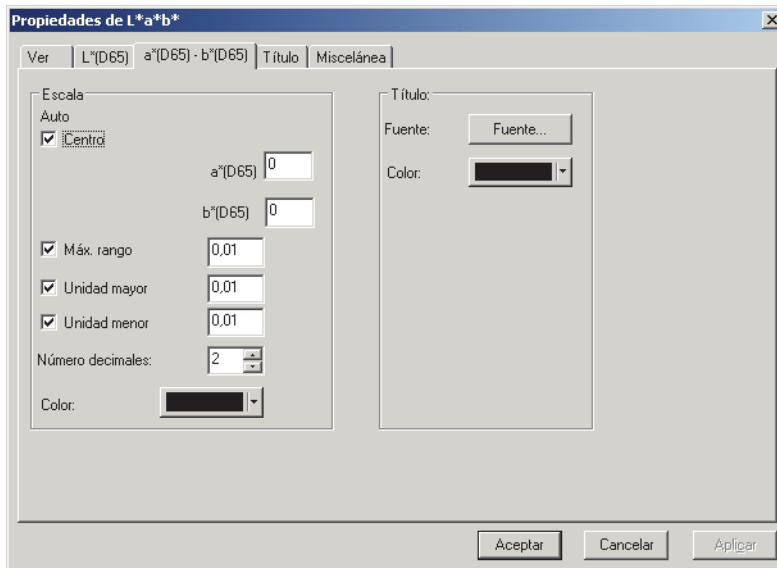 Propiedades de L*a*b*
Ver
L*(D65)
a*(D65) - b*(D65)
Título
Miscelánea
Escala
Auto
Centro
a*(D65) 0
b*(D65) 0
Máx. rango 0,01
Unidad mayor 0,01
Unidad menor 0,01
Número decimales: 2
Color:
Título:
Fuente: Fuente...
Color:
Aceptar
Cancelar
Aplicar